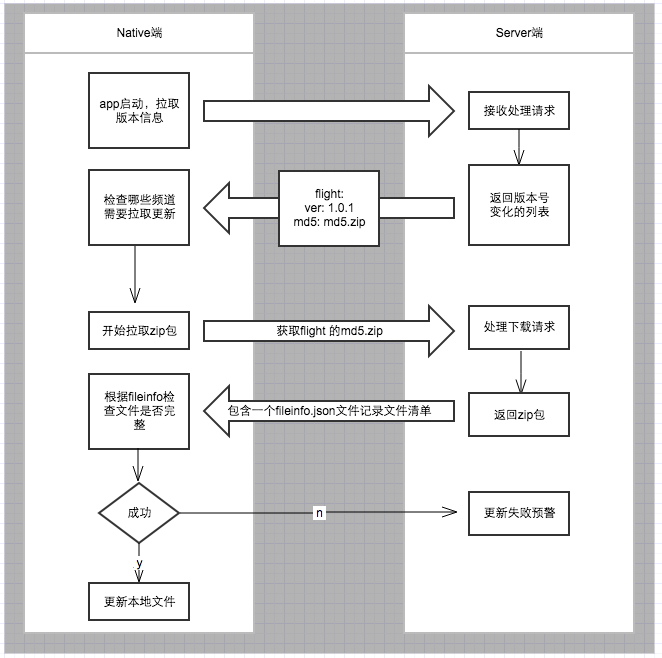 Native端
Server端
app启动，拉取
版本信息
接收处理请求
检查哪些频道
需要拉取更新
flight:
ver: 1.0.1
md5: md5.zip
返回版本号
变化的列表
开始拉取zip包
获取flight 的md5.zip
处理下载请求
根据fileinfo检
查文件是否完
整
包含一个fileinfo.json文件记录文件清单
返回zip包
成功
n
更新失败预警
y
更新本地文件